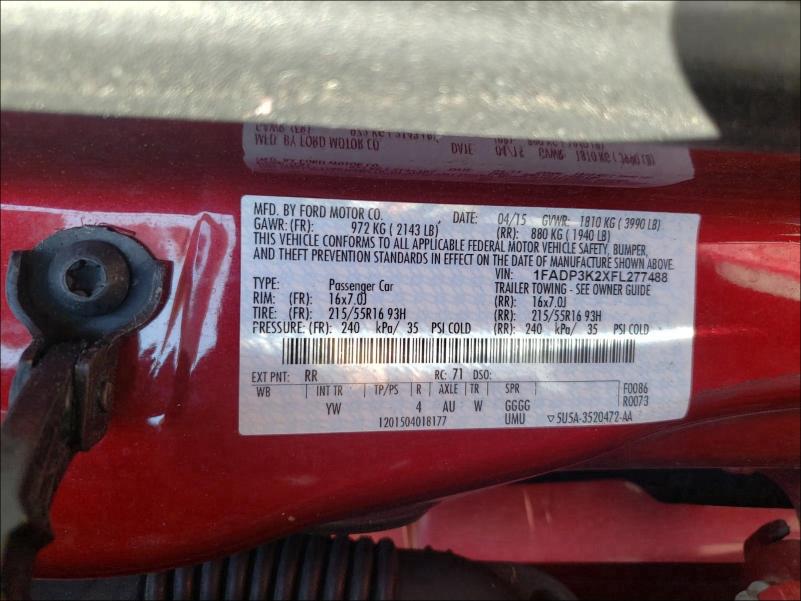 MFD. BY FORD MOTOR CO. DATE: 04/15 GVWR: 1810 KG ( 3990 LB)
GAWR: (FR): 972 KG ( 2143 LB) (RR): 880 KG ( 1940 LB)
THIS VEHICLE CONFORMS TO ALL APPLICABLE FEDERAL MOTOR VEHICLE SAFETY, BUMPER,
AND THEFT PREVENTION STANDARDS IN EFFECT ON THE DATE OF MANUFACTURE SHOWN ABOVE.
VIN: 1FADP3K2XFL277488
TYPE: Passenger Car TRAILER TOWING - SEE OWNER GUIDE
RIM: (FR): 16x7.0J (RR): 16x7.0J
TIRE: (FR): 215/55R16 93H (RR): 215/55R16 93H
PRESSURE: (FR): 240 kPa/ 35 PSI COLD (RR): 240 kPa/ 35 PSI COLD
EXT PNT: RR RC: 71 DSO:
WB INT TR TP/PS R AXLE TR SPR F0086
R0073
YW 4 AU W GGGG
1201504018177 UMU ▽5U5A-3520472-AA